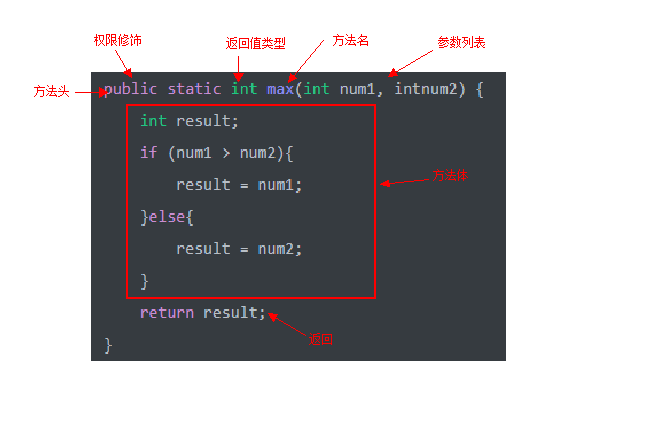 权限修饰
返回值类型
方法名
参数列表
方法头
public static int max(int num1, intnum2) {
int result;
if (num1 > num2){
result = num1;
方法体
}else{
result = num2;
}
return result;
返回
}